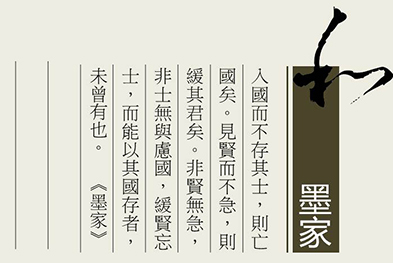 墨家
入國而不存其士，則亡
國矣。見賢而不急，則
緩其君矣。非賢無急，
非士無與慮國，緩賢忘
士，而能以其國存者，
未曾有也。《墨家》